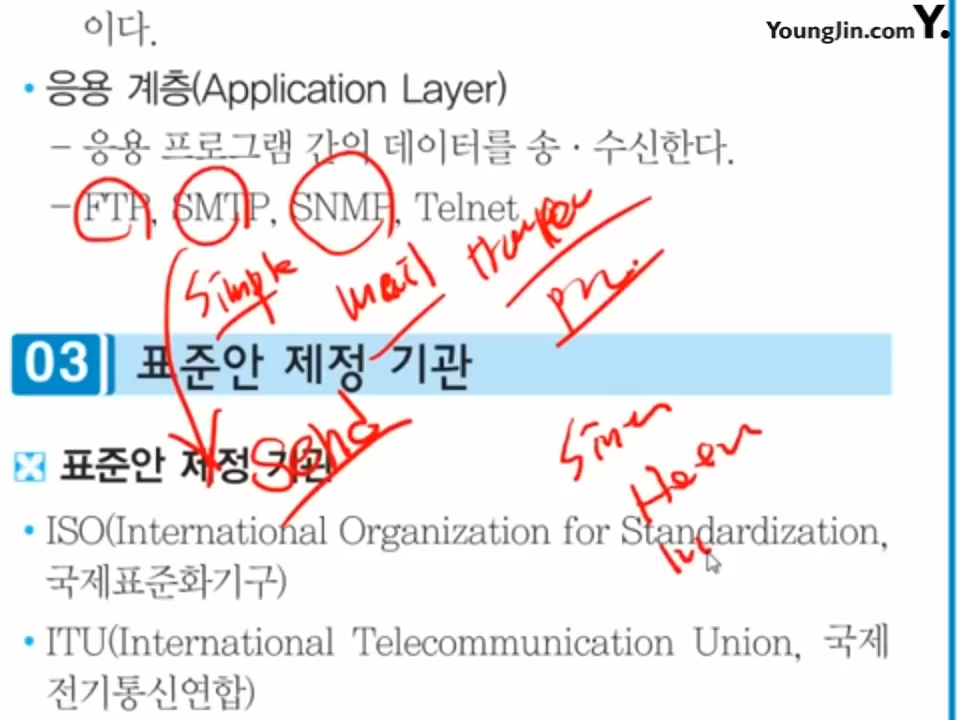 이다.
YoungJin.com Y.
• 응용 계층(Application Layer)
– 응용 프로그램 간의 데이터를 송·수신한다.
– FTP, SMTP, SNMP, Telnet
Simple mail
Send
03 표준안 제정 기관
표준안 제정 기관
• ISO(International Organization for Standardization,
국제표준화기구)
• ITU(International Telecommunication Union, 국제
전기통신연합)